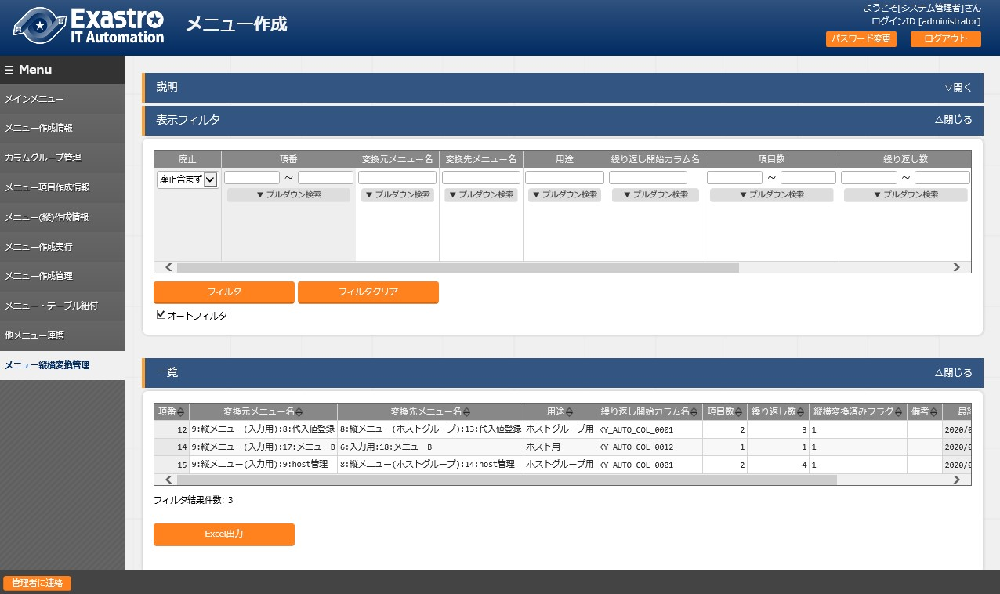 Exastro
IT Automation
メニュー作成
ようこそ[システム管理者]さん
ログインID [administrator]
パスワード変更 ログアウト
Menu
メインメニュー
メニュー作成情報
カラムグループ管理
メニュー項目作成情報
メニュー(縦)作成情報
メニュー作成実行
メニュー作成管理
メニュー・テーブル紐付
他メニュー連携
メニュー縦横変換管理
説明 ▽開く
表示フィルタ △閉じる
廃止 項番 変換元メニュー名 変換先メニュー名 用途 繰り返し開始カラム名 項目数 繰り返し数
廃止含まず ～ ～ ～
▼プルダウン検索 ▼プルダウン検索 ▼プルダウン検索 ▼プルダウン検索 ▼プルダウン検索 ▼プルダウン検索 ▼プルダウン検索
フィルタ フィルタクリア
オートフィルタ
一覧 △閉じる
項番 変換元メニュー名 変換先メニュー名 用途 繰り返し開始カラム名 項目数 繰り返し数 縦横変換済みフラグ 備考 最終
12 9:縦メニュー(入力用):8:代入値登録 8:縦メニュー(ホストグループ):13:代入値登録 ホストグループ用 KY_AUTO_COL_0001 2 3 1 2020/0
14 9:縦メニュー(入力用):17:メニューB 6:入力用:18:メニューB ホスト用 KY_AUTO_COL_0012 1 1 1 2020/0
15 9:縦メニュー(入力用):9:host管理 8:縦メニュー(ホストグループ):14:host管理 ホストグループ用 KY_AUTO_COL_0001 2 4 1 2020/0
フィルタ結果件数: 3
Excel出力
管理者に連絡